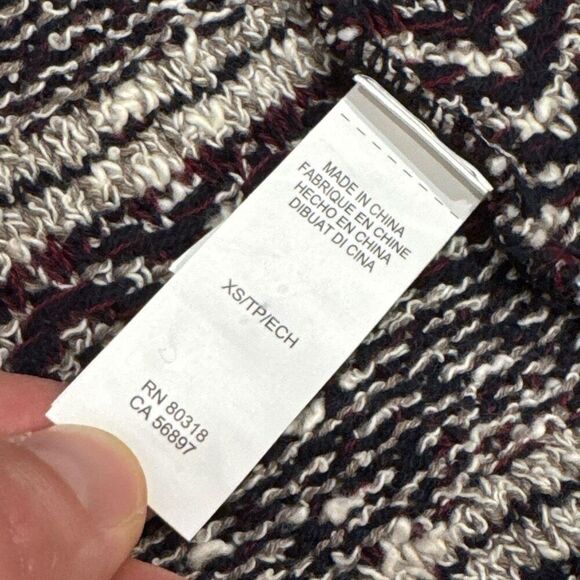 MADE IN CHINA
FABRIQUE EN CHINE
HECHO EN CHINA
DIBUAT DI CINA
XS/TP/ECH
RN 80318
CA 56897